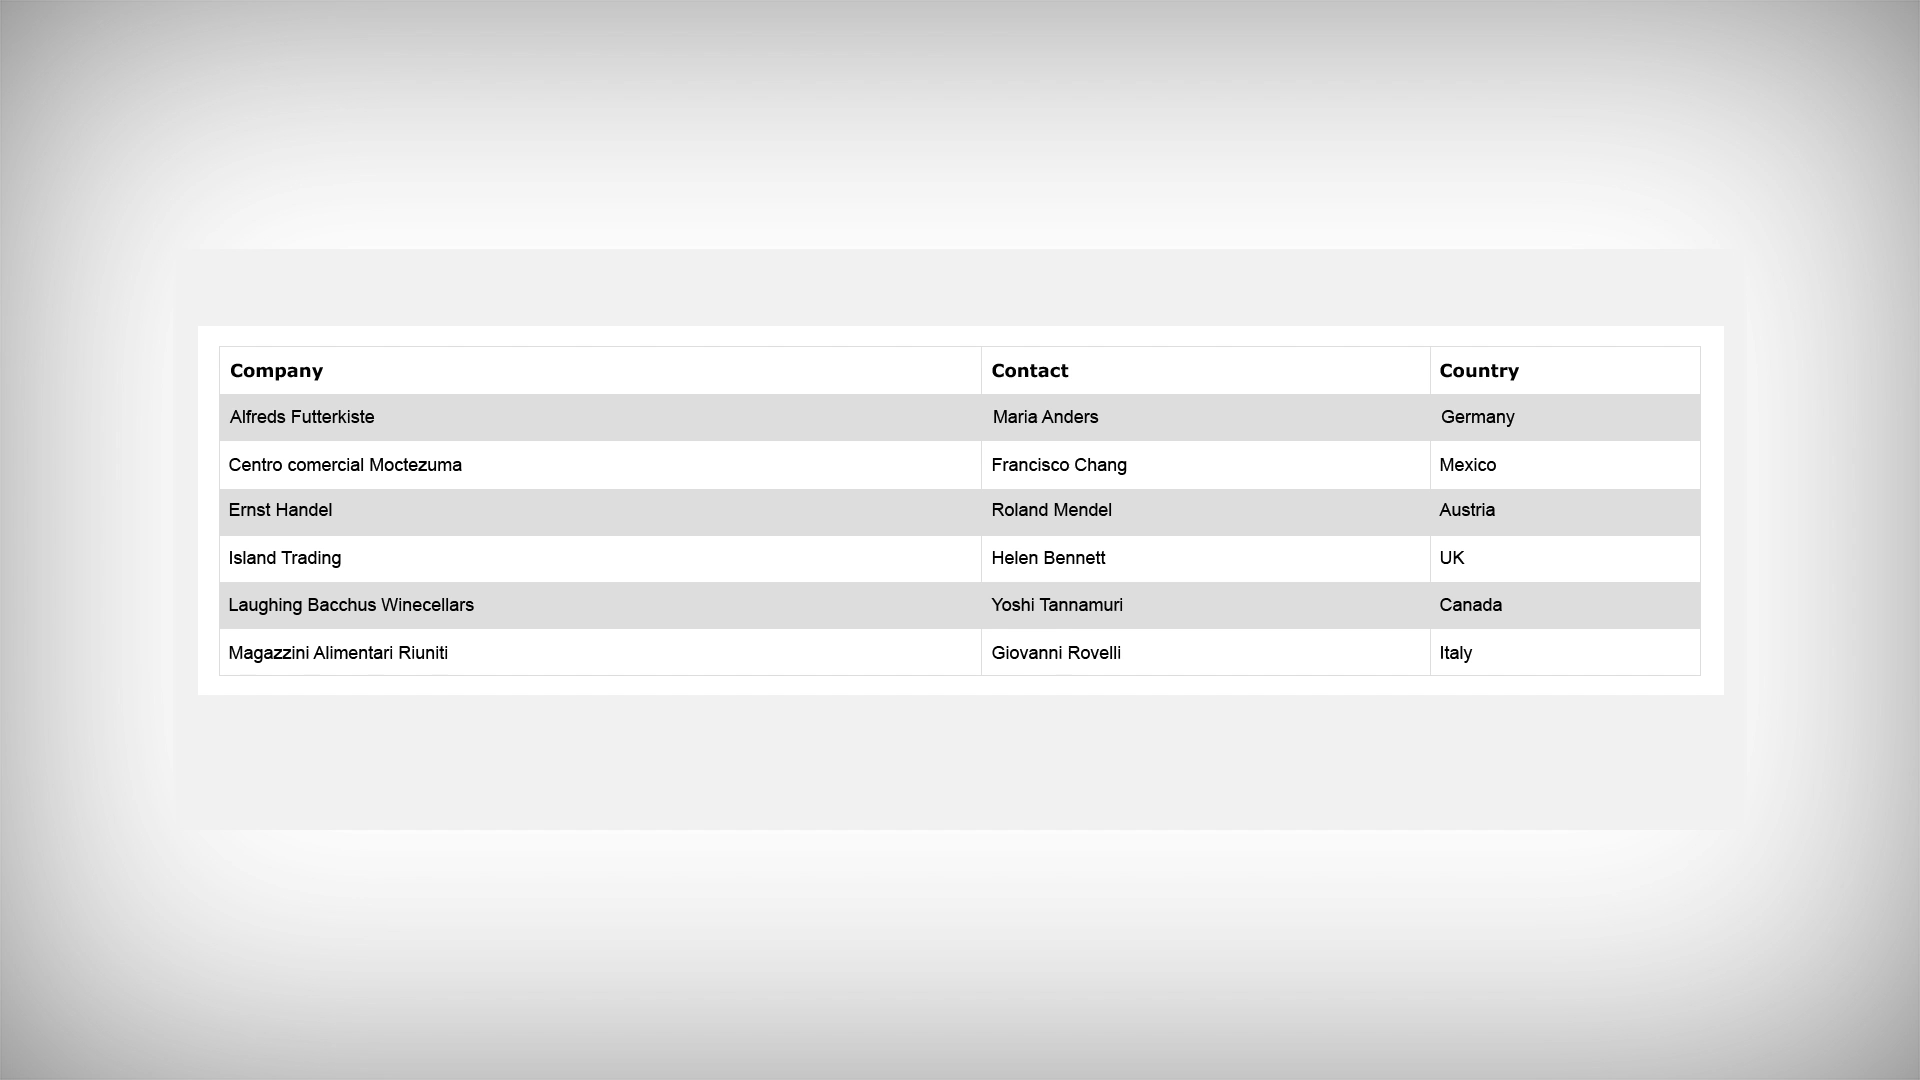 Company Contact Country
Alfreds Futterkiste Maria Anders Germany
Centro comercial Moctezuma Francisco Chang Mexico
Ernst Handel Roland Mendel Austria
Island Trading Helen Bennett UK
Laughing Bacchus Winecellars Yoshi Tannamuri Canada
Magazzini Alimentari Riuniti Giovanni Rovelli Italy